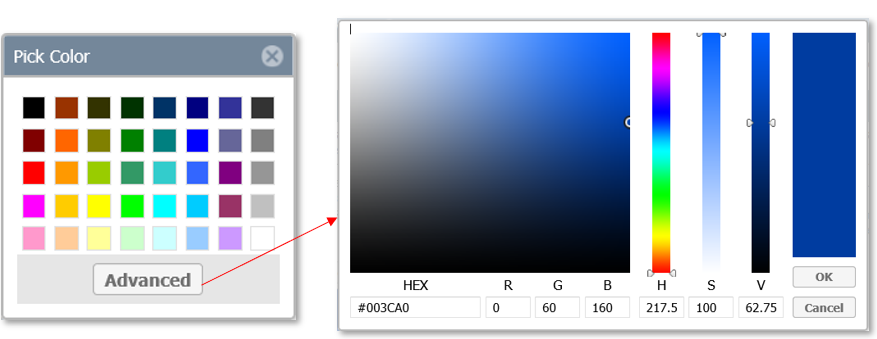 Pick Color
Advanced
HEX R G B H S V
#003CA0 0 60 160 217.5 100 62.75
OK
Cancel